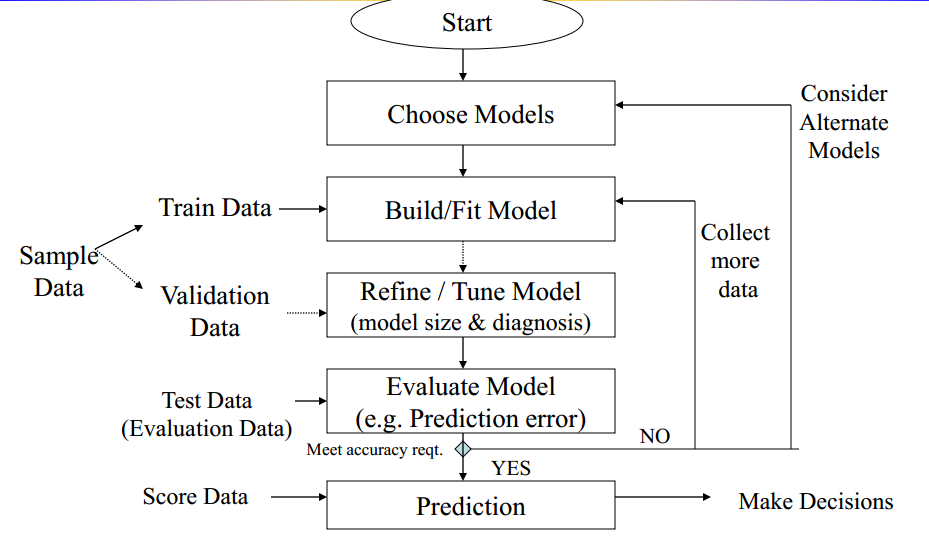 Start
Choose Models
Consider
Alternate
Models
Train Data
Build/Fit Model
Collect
more
data
Sample
Data
Validation
Data
Refine / Tune Model
(model size & diagnosis)
Test Data
(Evaluation Data)
Evaluate Model
(e.g. Prediction error)
Meet accuracy reqt.
NO
YES
Score Data
Prediction
Make Decisions